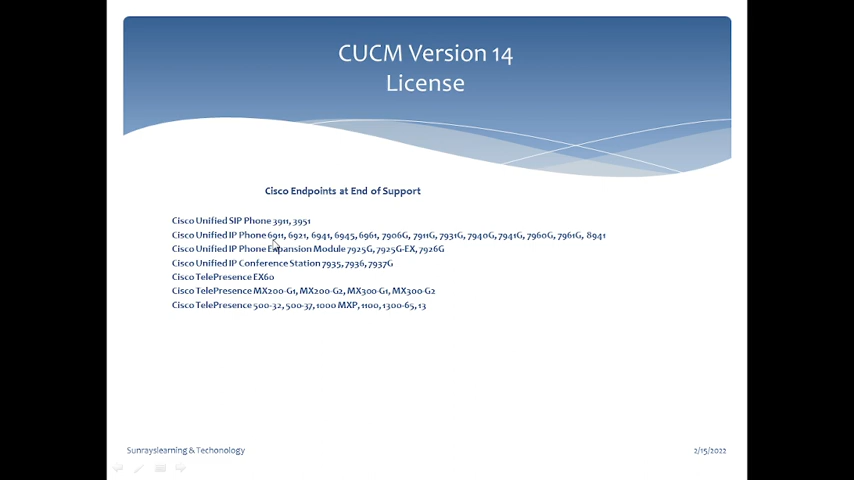 CUCM Version 14
License
Cisco Endpoints at End of Support
Cisco Unified SIP Phone 3911, 3951
Cisco Unified IP Phone 6911, 6921, 6941, 6945, 6961, 7906G, 7911G, 7931G, 7940G, 7941G, 7960G, 7961G, 8941
Cisco Unified IP Phone Expansion Module 7925G, 7925G-EX, 7926G
Cisco Unified IP Conference Station 7935, 7936, 7937G
Cisco TelePresence EX60
Cisco TelePresence MX200-G1, MX200-G2, MX300-G1, MX300-G2
Cisco TelePresence 500-32, 500-37, 1000 MXP, 1100, 1300-65, 13
Sunrayslearning & Techonology
2/15/2022